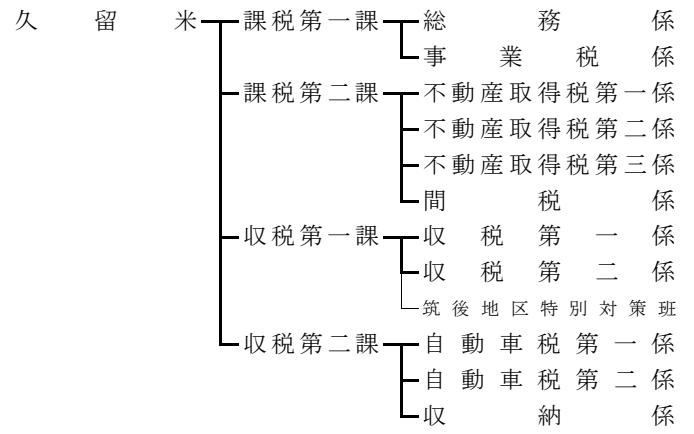 久留米 課税第一課 総務係
事業税係
課税第二課 不動産取得税第一係
不動産取得税第二係
不動産取得税第三係
間税係
収税第一課 収税第一係
収税第二係
筑後地区特別対策班
収税第二課 自動車税第一係
自動車税第二係
収納係